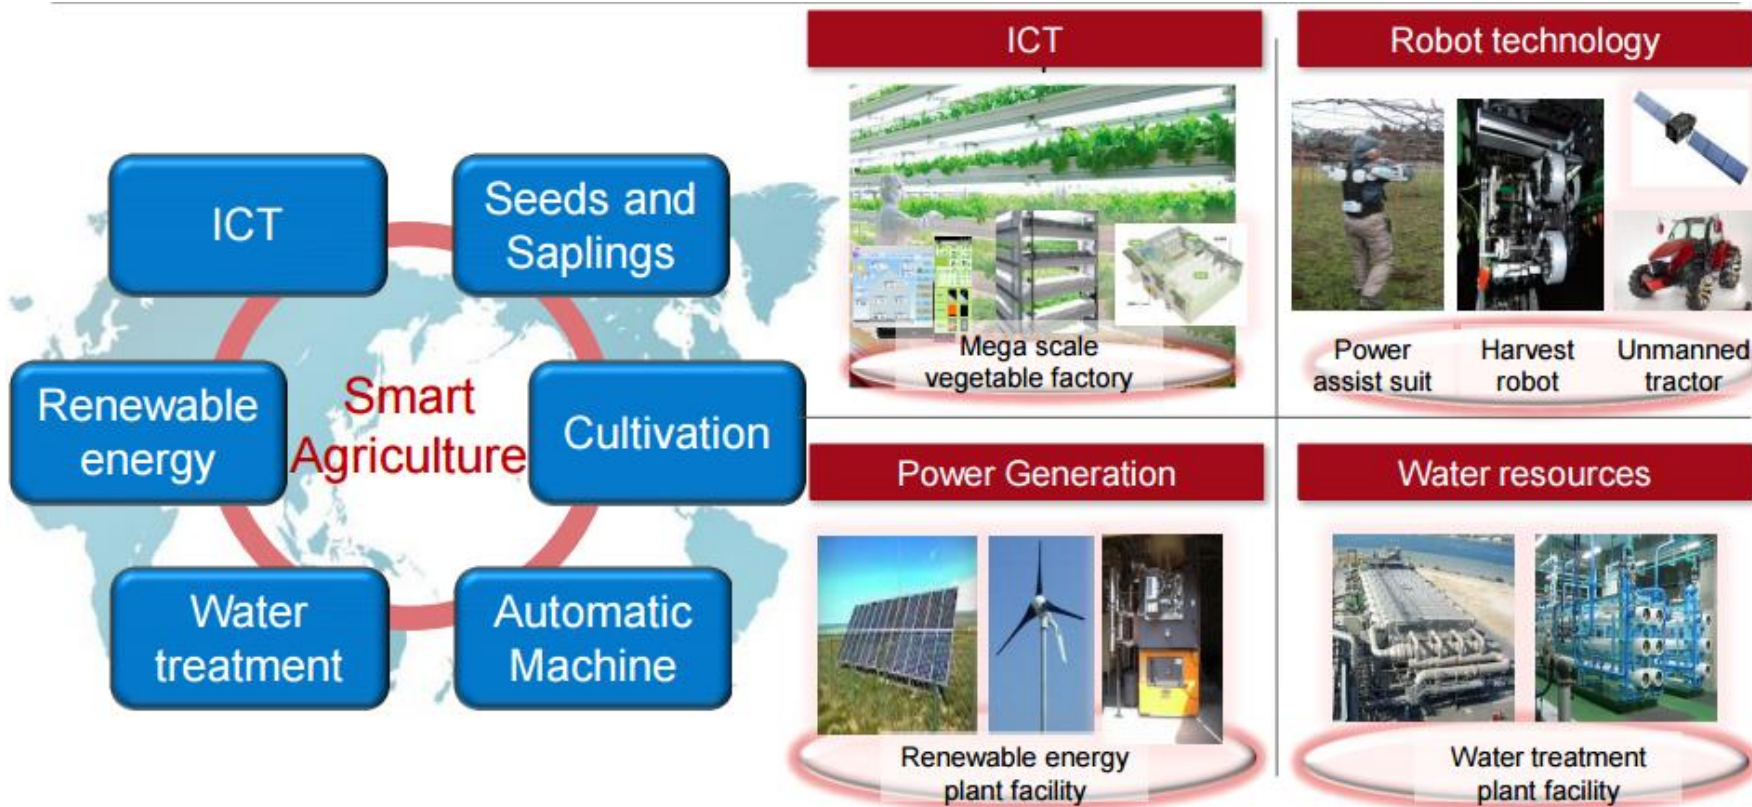 ICT
Seeds and
Saplings
Renewable
energy
Smart
Agriculture
Cultivation
Water
treatment
Automatic
Machine
ICT
Mega scale
vegetable factory
Robot technology
Power
assist suit
Harvest
robot
Unmanned
tractor
Power Generation
Renewable energy
plant facility
Water resources
Water treatment
plant facility